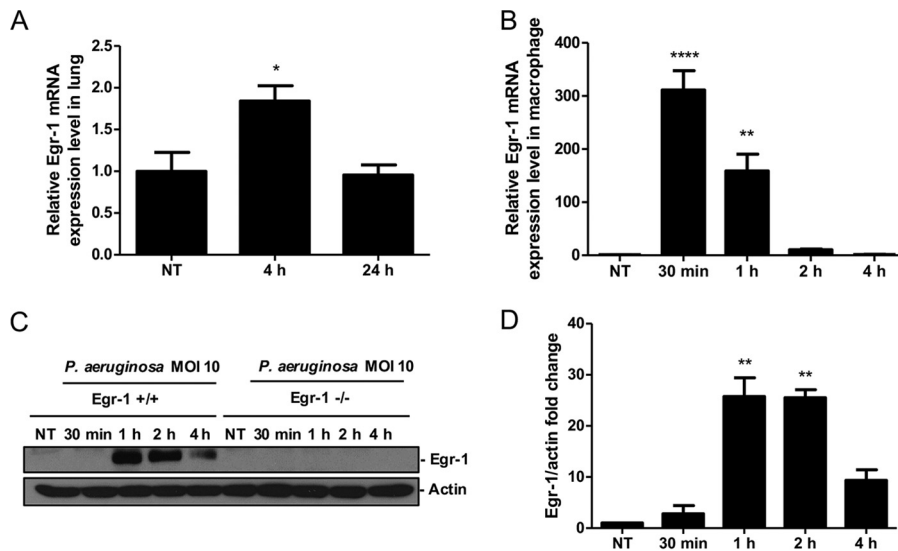 A
Relative Egr-1 mRNA
expression level in lung
2.5
2.0
1.5
1.0
0.5
0.0
*
NT 4 h 24 h
B
Relative Egr-1 mRNA
expression level in macrophage
400
300
200
100
0
****
**
NT 30 min 1 h 2 h 4 h
C
P. aeruginosa MOI 10 P. aeruginosa MOI 10
Egr-1 +/+ Egr-1 -/-
NT 30 min 1 h 2 h 4 h NT 30 min 1 h 2 h 4 h
- Egr-1
- Actin
D
Egr-1/actin fold change
40
30
20
10
0
** **
NT 30 min 1 h 2 h 4 h